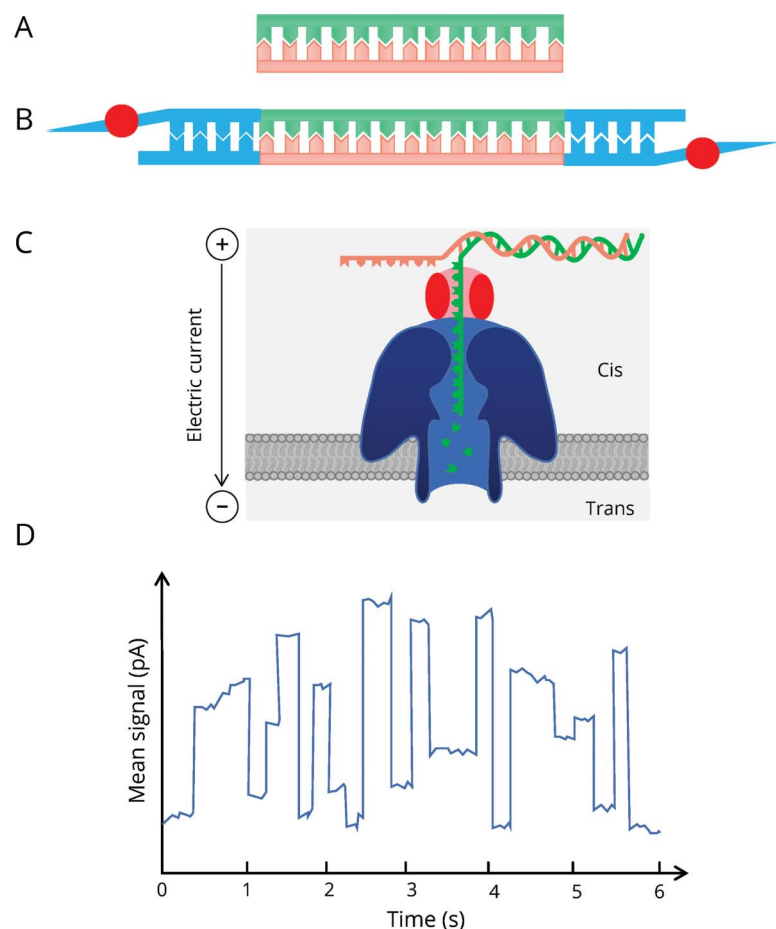 A
B
C
+
Electric current
Cis
−
Trans
D
Mean signal (pA)
0 1 2 3 4 5 6
Time (s)